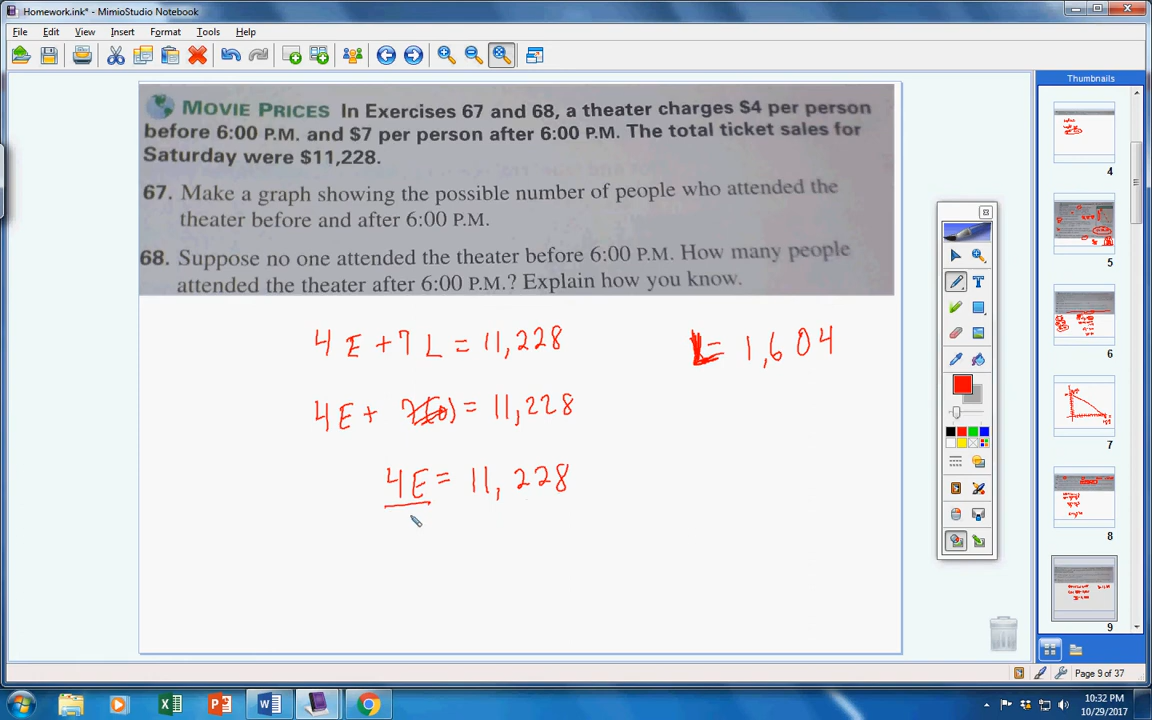 Homework.ink* - MimioStudio Notebook
File Edit View Insert Format Tools Help
Thumbnails
MOVIE PRICES In Exercises 67 and 68, a theater charges $4 per person
before 6:00 P.M. and $7 per person after 6:00 P.M. The total ticket sales for
Saturday were $11,228.
67. Make a graph showing the possible number of people who attended the
theater before and after 6:00 P.M.
68. Suppose no one attended the theater before 6:00 P.M. How many people
attended the theater after 6:00 P.M.? Explain how you know.
4E + 7L = 11,228
L = 1,604
4E + 7(0) = 11,228
4E = 11,228
4
5
6
7
8
9
Page 9 of 37
10:32 PM
10/29/2017